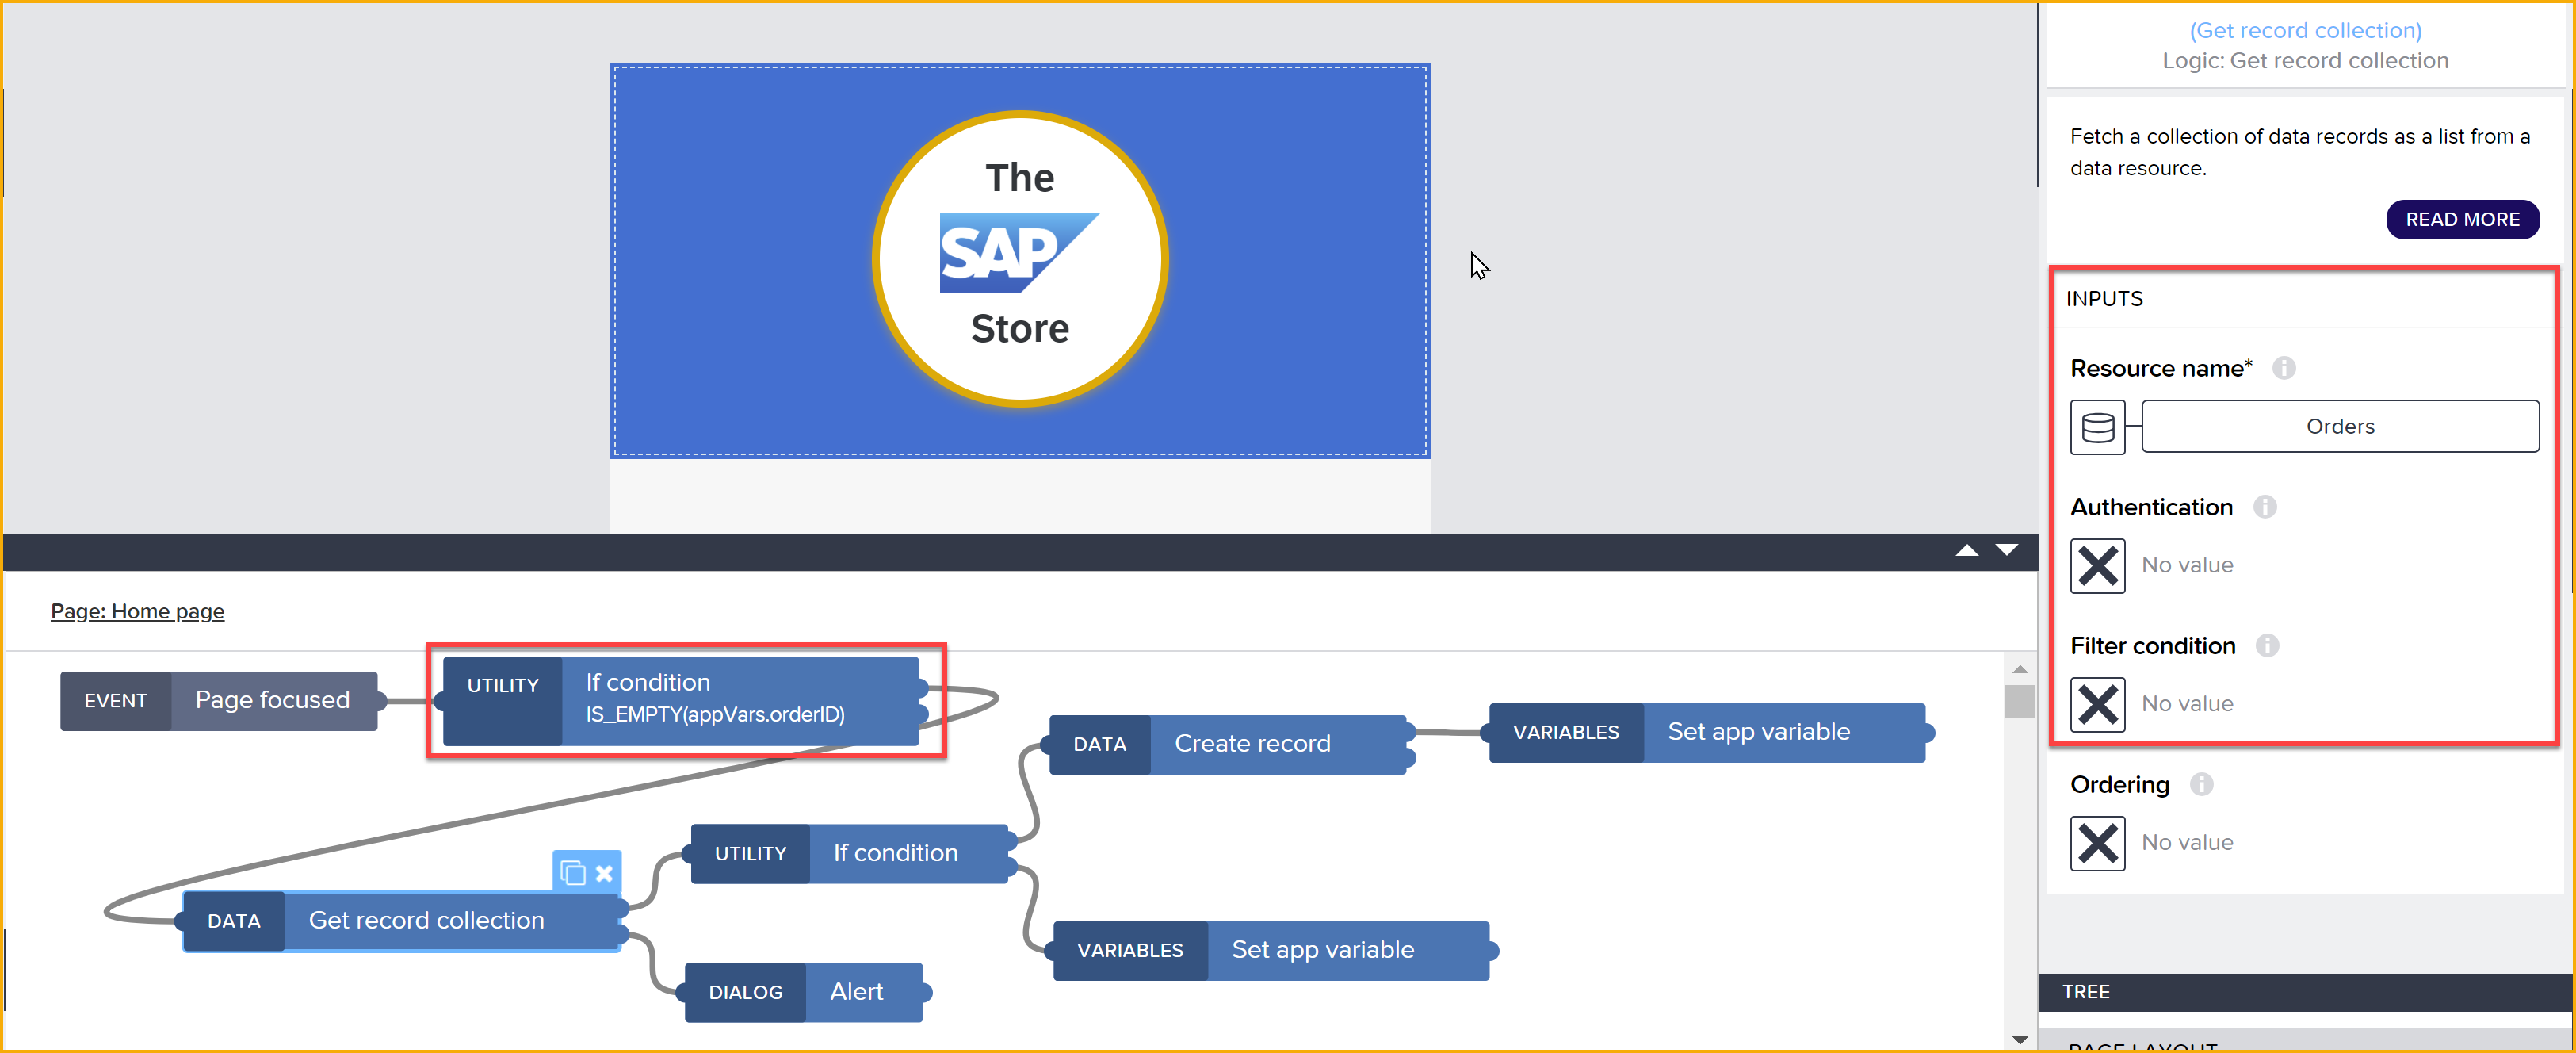 The
SAP
Store
Page: Home page
EVENT Page focused
UTILITY If condition
IS_EMPTY(appVars.orderID)
DATA Create record
VARIABLES Set app variable
UTILITY If condition
DATA Get record collection
VARIABLES Set app variable
DIALOG Alert
(Get record collection)
Logic: Get record collection
Fetch a collection of data records as a list from a
data resource.
READ MORE
INPUTS
Resource name*
Orders
Authentication
No value
Filter condition
No value
Ordering
No value
TREE
PAGE LAYOUT